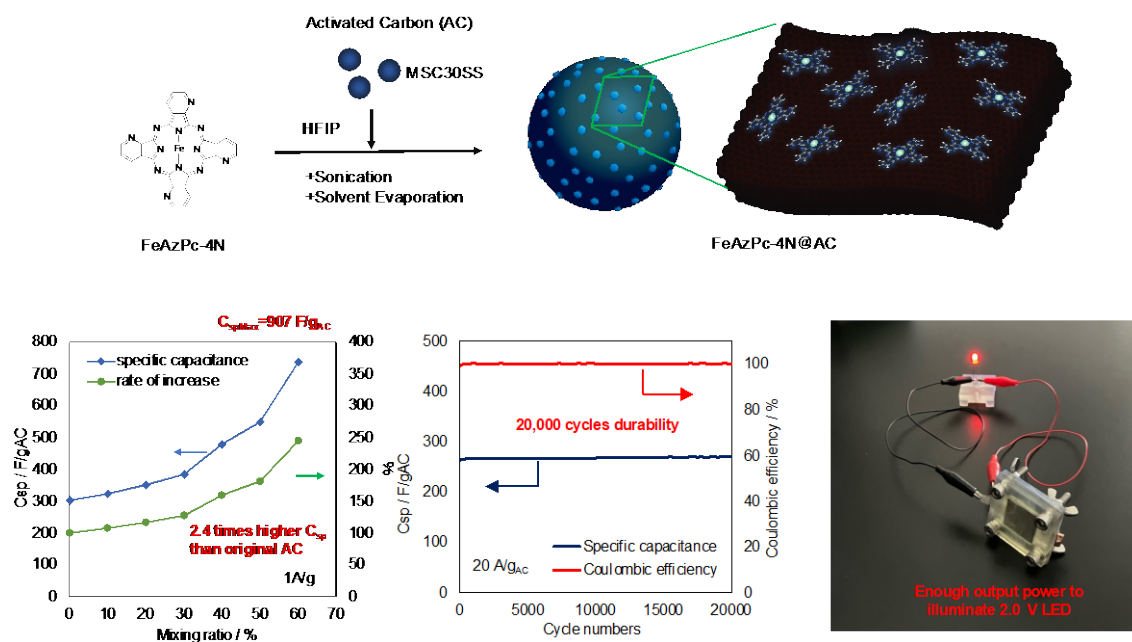 Activated Carbon (AC)
MSC30SS
HFIP
+Sonication
+Solvent Evaporation
N
N
N
N
N
N
Fe
N
N
N
N
N
N
FeAzPc-4N
FeAzPc-4N@AC
CspMax=907 F/gAC
800
700
600
500
400
300
200
100
0
Csp / F/gAC
specific capacitance
rate of increase
2.4 times higher Csp
than original AC
1A/g
400
350
300
250
200
150
100
50
0
%
0 10 20 30 40 50 60 70
Mixing ratio / %
500
400
300
200
100
0
Csp / F/gAC
20,000 cycles durability
Specific capacitance
Coulombic efficiency
20 A/gAC
100
80
60
40
20
0
Coulombic efficiency / %
0 5000 10000 15000 20000
Cycle numbers
Enough output power to
illuminate 2.0 V LED